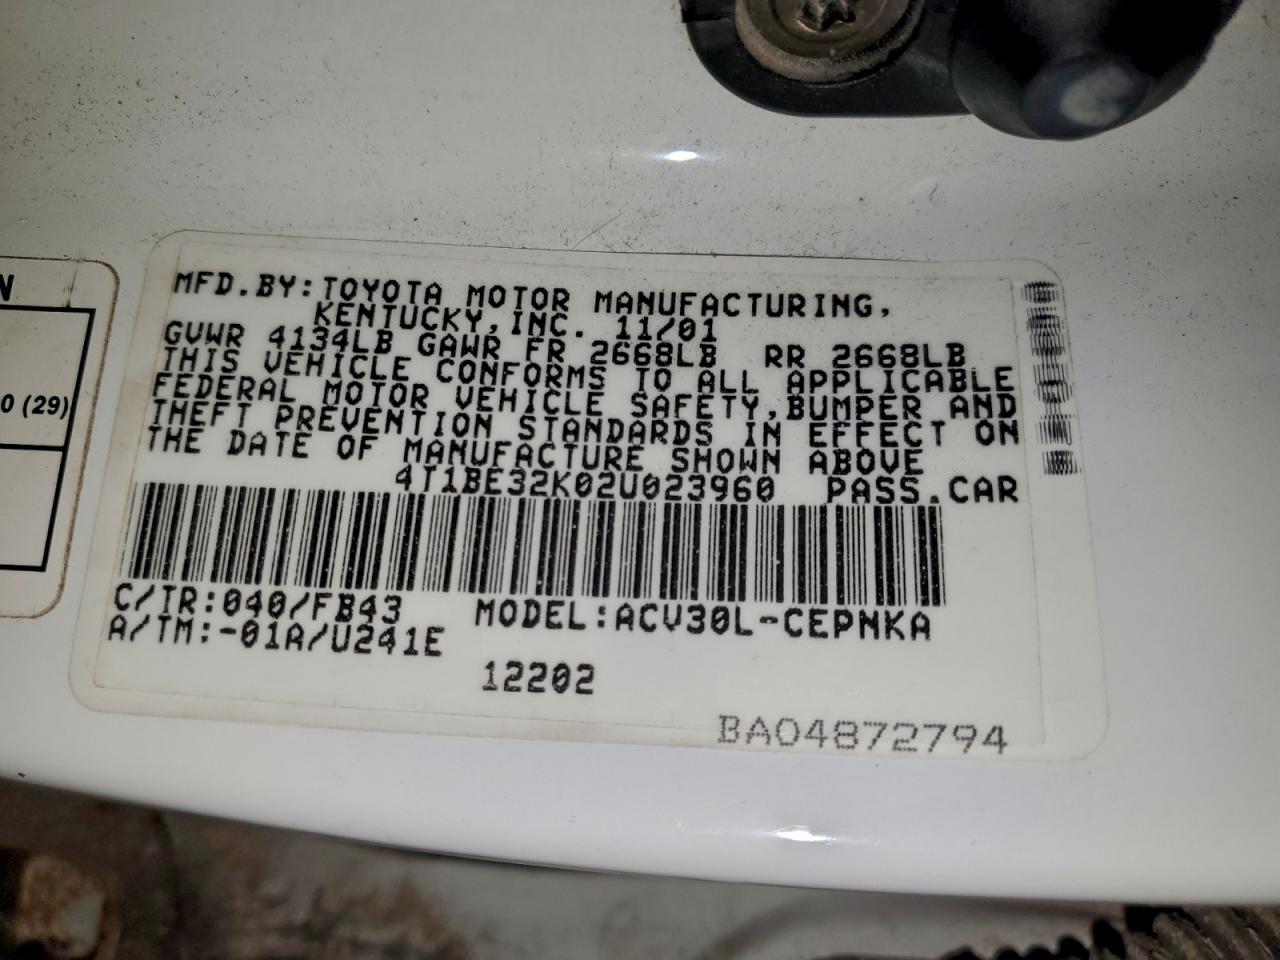 MFD.BY:TOYOTA MOTOR MANUFACTURING,
KENTUCKY,INC. 11/01
GVWR 4134LB GAWR FR 2668LB RR 2668LB
THIS VEHICLE CONFORMS TO ALL APPLICABLE
FEDERAL MOTOR VEHICLE SAFETY,BUMPER AND
THEFT PREVENTION STANDARDS IN EFFECT ON
THE DATE OF MANUFACTURE SHOWN ABOVE
4T1BE32K02U023960 PASS.CAR
C/TR:040/FB43 MODEL:ACV30L-CEPNKA
A/TM:-01A/U241E
12202
BA04872794
N
0 (29)